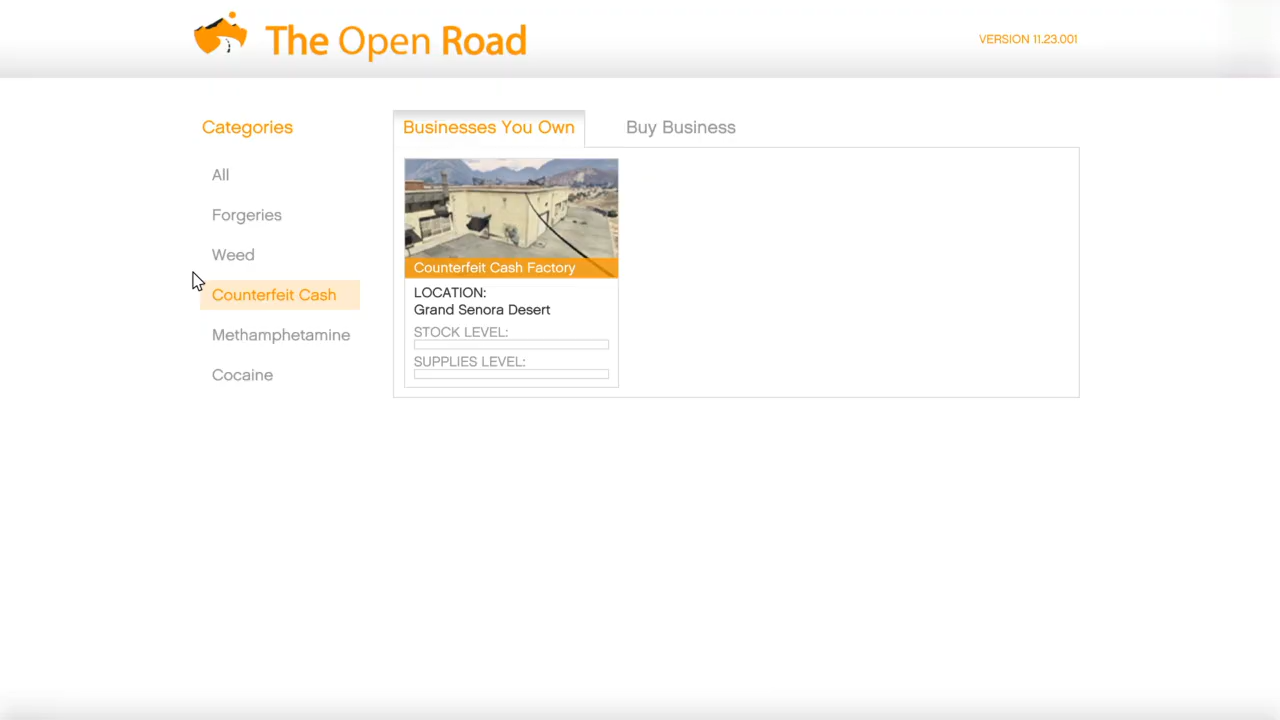 The Open Road
VERSION 11.23.001
Categories
All
Forgeries
Weed
Counterfeit Cash
Methamphetamine
Cocaine
Businesses You Own
Buy Business
Counterfeit Cash Factory
LOCATION:
Grand Senora Desert
STOCK LEVEL:
SUPPLIES LEVEL: